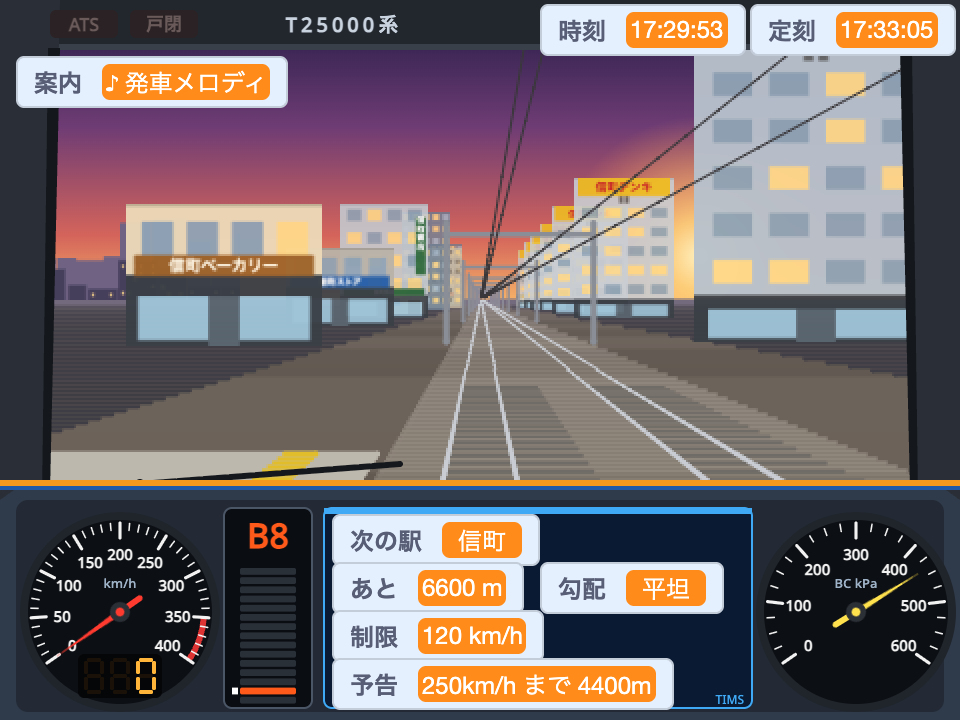 ATS 戸閉 T25000系 時刻 17:29:53 定刻 17:33:05
案内 ♪発車メロディ
信町デンキ
信町ベーカリー
B8
次の駅 信町
あと 6600 m 勾配 平坦
制限 120 km/h
予告 250km/h まで 4400m
TIMS
0 50 100 150 200 250 300 350 400
km/h
0
0 100 200 300 400 500 600
BC kPa